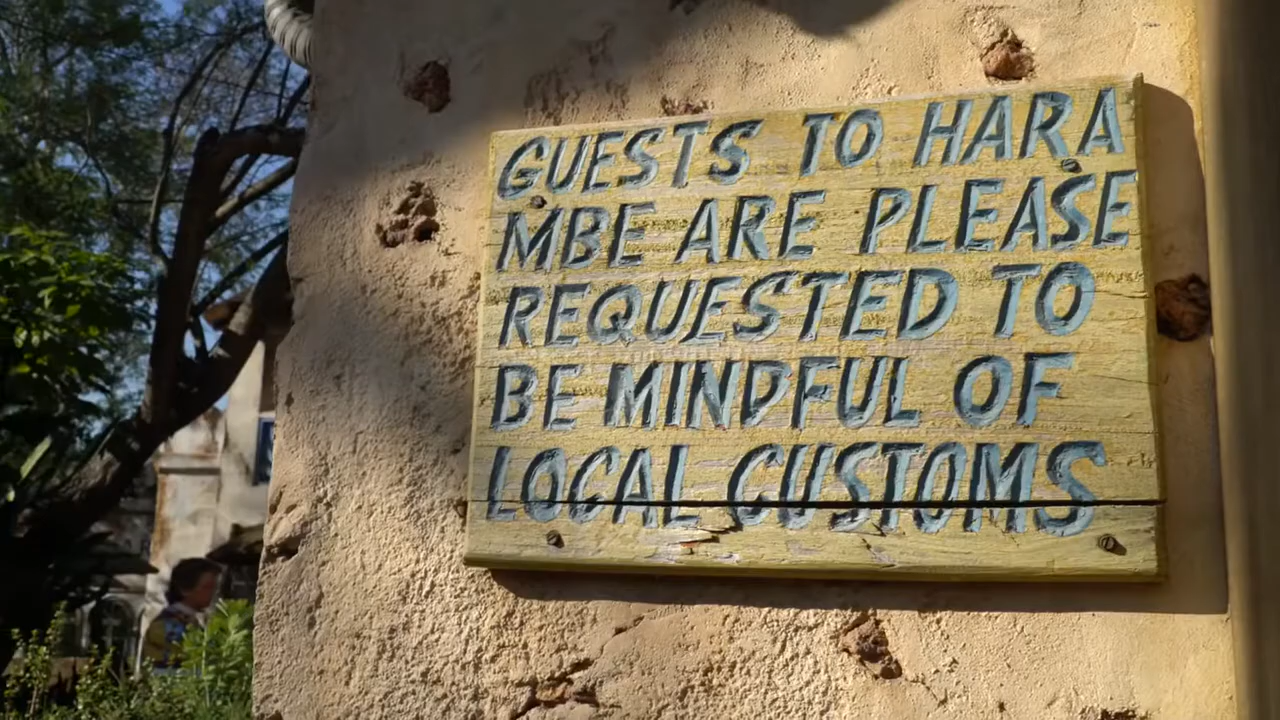 GUESTS TO HARA
MBE ARE PLEASE
REQUESTED TO
BE MINDFUL OF
LOCAL CUSTOMS